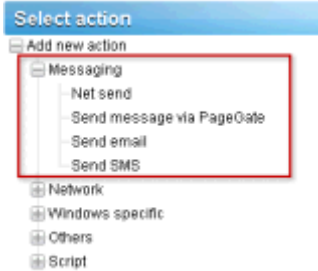 Select action
Add new action
Messaging
Net send
Send message via PageGate
Send email
Send SMS
Network
Windows specific
Others
Script